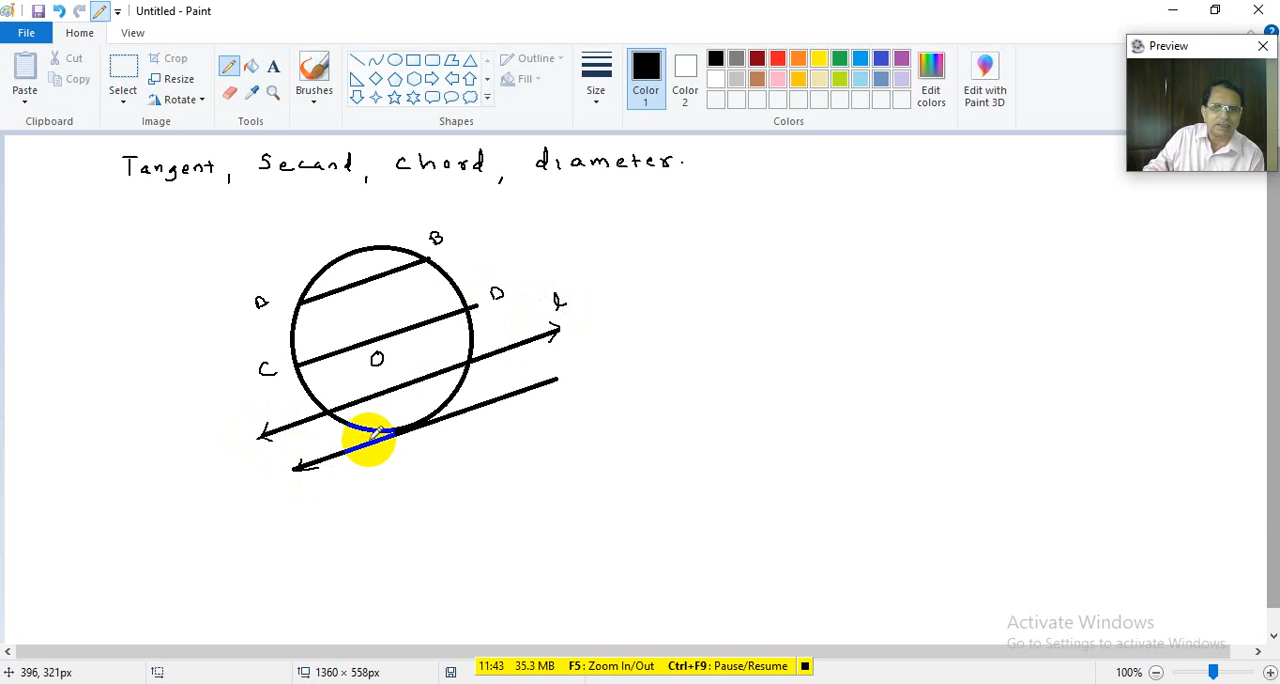 Untitled - Paint
File Home View
Preview
Paste
Cut
Copy
Clipboard
Select
Crop
Resize
Rotate
Image
A
Tools
Brushes
Outline
Fill
Shapes
Size
Color 1
Color 2
Edit colors
Edit with Paint 3D
Colors
Tangent, Secand, chord, diameter.
B
A
D
l
C
O
Activate Windows
Go to Settings to activate Windows.
396, 321px
1360 × 558px
11:43 35.3 MB F5: Zoom In/Out Ctrl+F9: Pause/Resume
100%